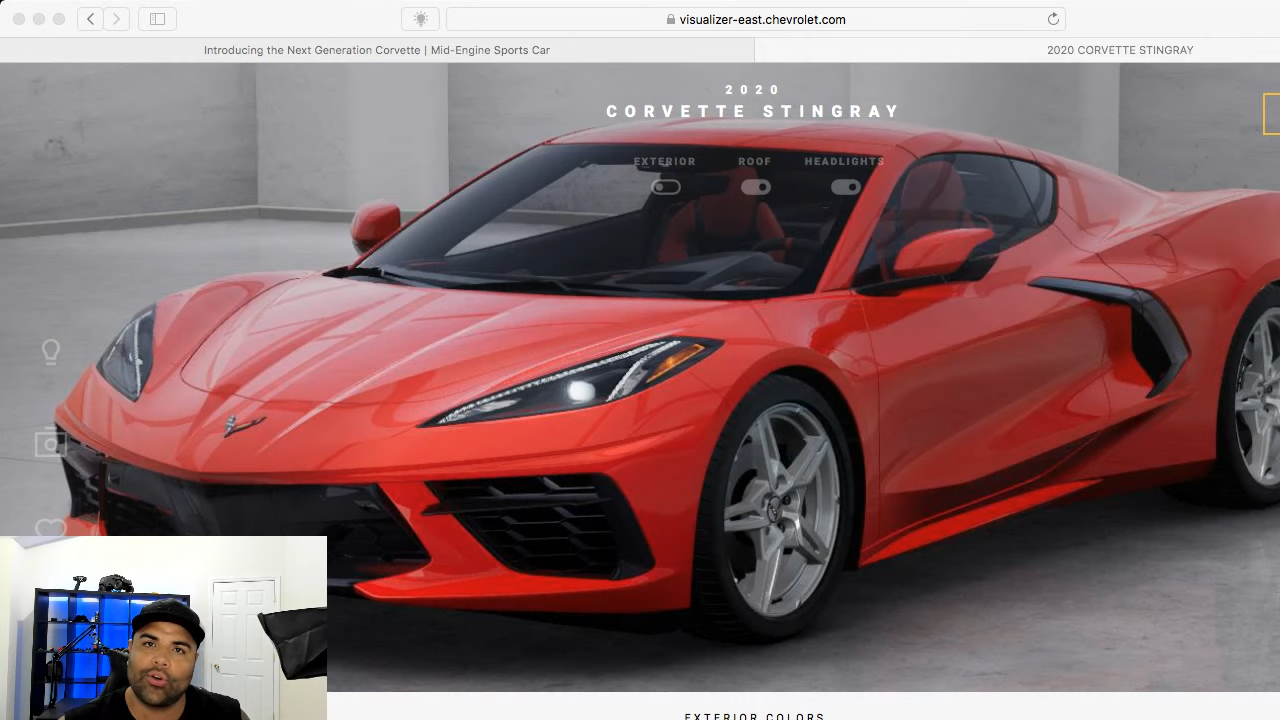 visualizer-east.chevrolet.com
Introducing the Next Generation Corvette | Mid-Engine Sports Car
2020 CORVETTE STINGRAY
2020
CORVETTE STINGRAY
EXTERIOR ROOF HEADLIGHTS
EXTERIOR COLORS